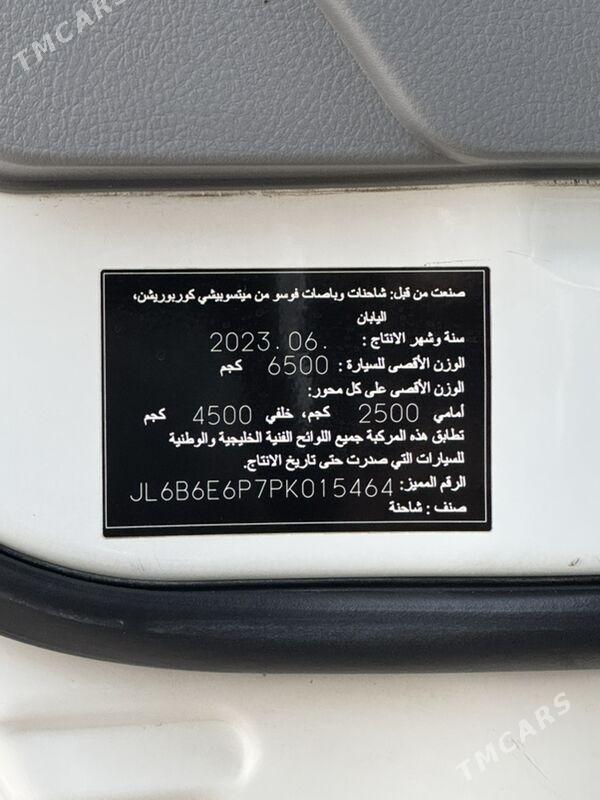 TMCARS
صنعت من قبل: شاحنات وباصات فوسو من ميتسوبيشي كوربوريشن،
اليابان
سنة وشهر الانتاج : 2023.06.
الوزن الأقصى للسيارة : 6500 كجم
الوزن الأقصى على كل محور:
أمامي 2500 كجم، خلفي 4500 كجم
تطابق هذه المركبة جميع اللوائح الفنية الخليجية والوطنية
للسيارات التي صدرت حتى تاريخ الانتاج.
الرقم المميز: JL6B6E6P7PK015464
صنف : شاحنة
TMCARS